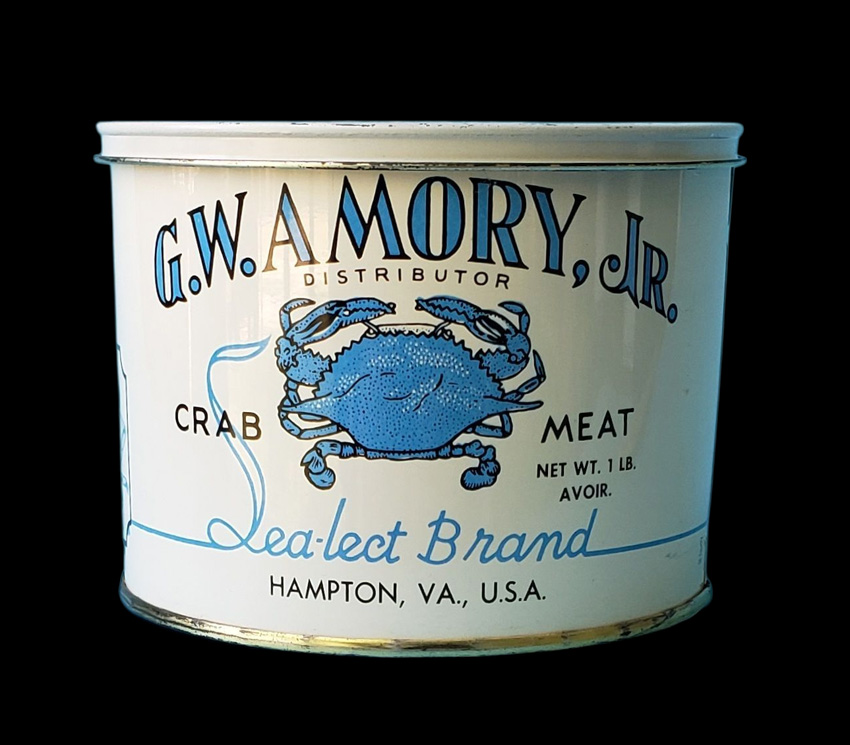 G.W. AMORY, JR.
DISTRIBUTOR
CRAB MEAT
NET WT. 1 LB.
AVOIR.
Sea-lect Brand
HAMPTON, VA., U.S.A.